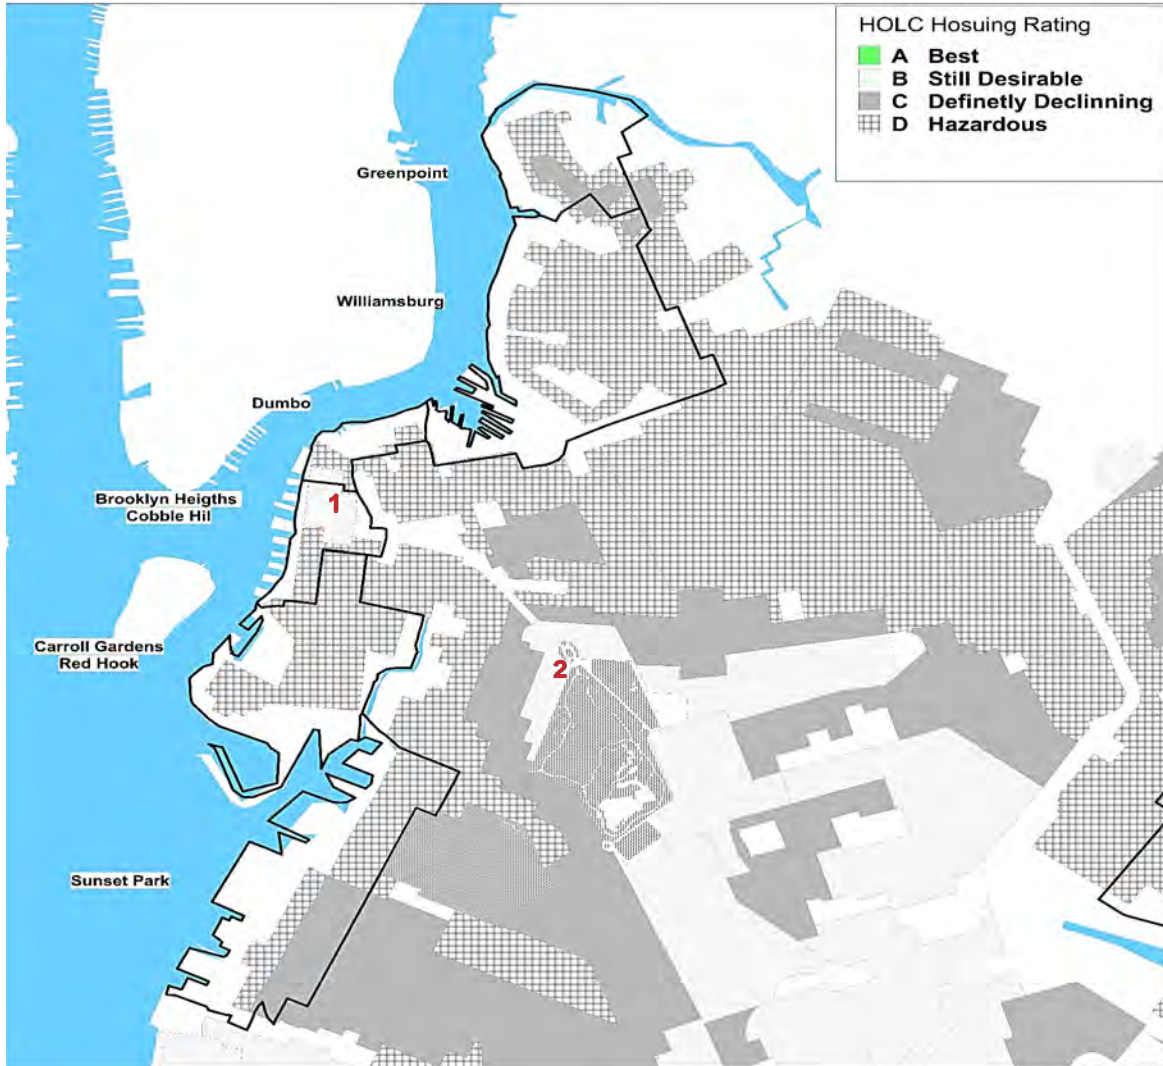 HOLC Hosuing Rating
A Best
B Still Desirable
C Definetly Declinning
D Hazardous
Greenpoint
Williamsburg
Dumbo
Brooklyn Heigths
Cobble Hil
1
Carroll Gardens
Red Hook
2
Sunset Park